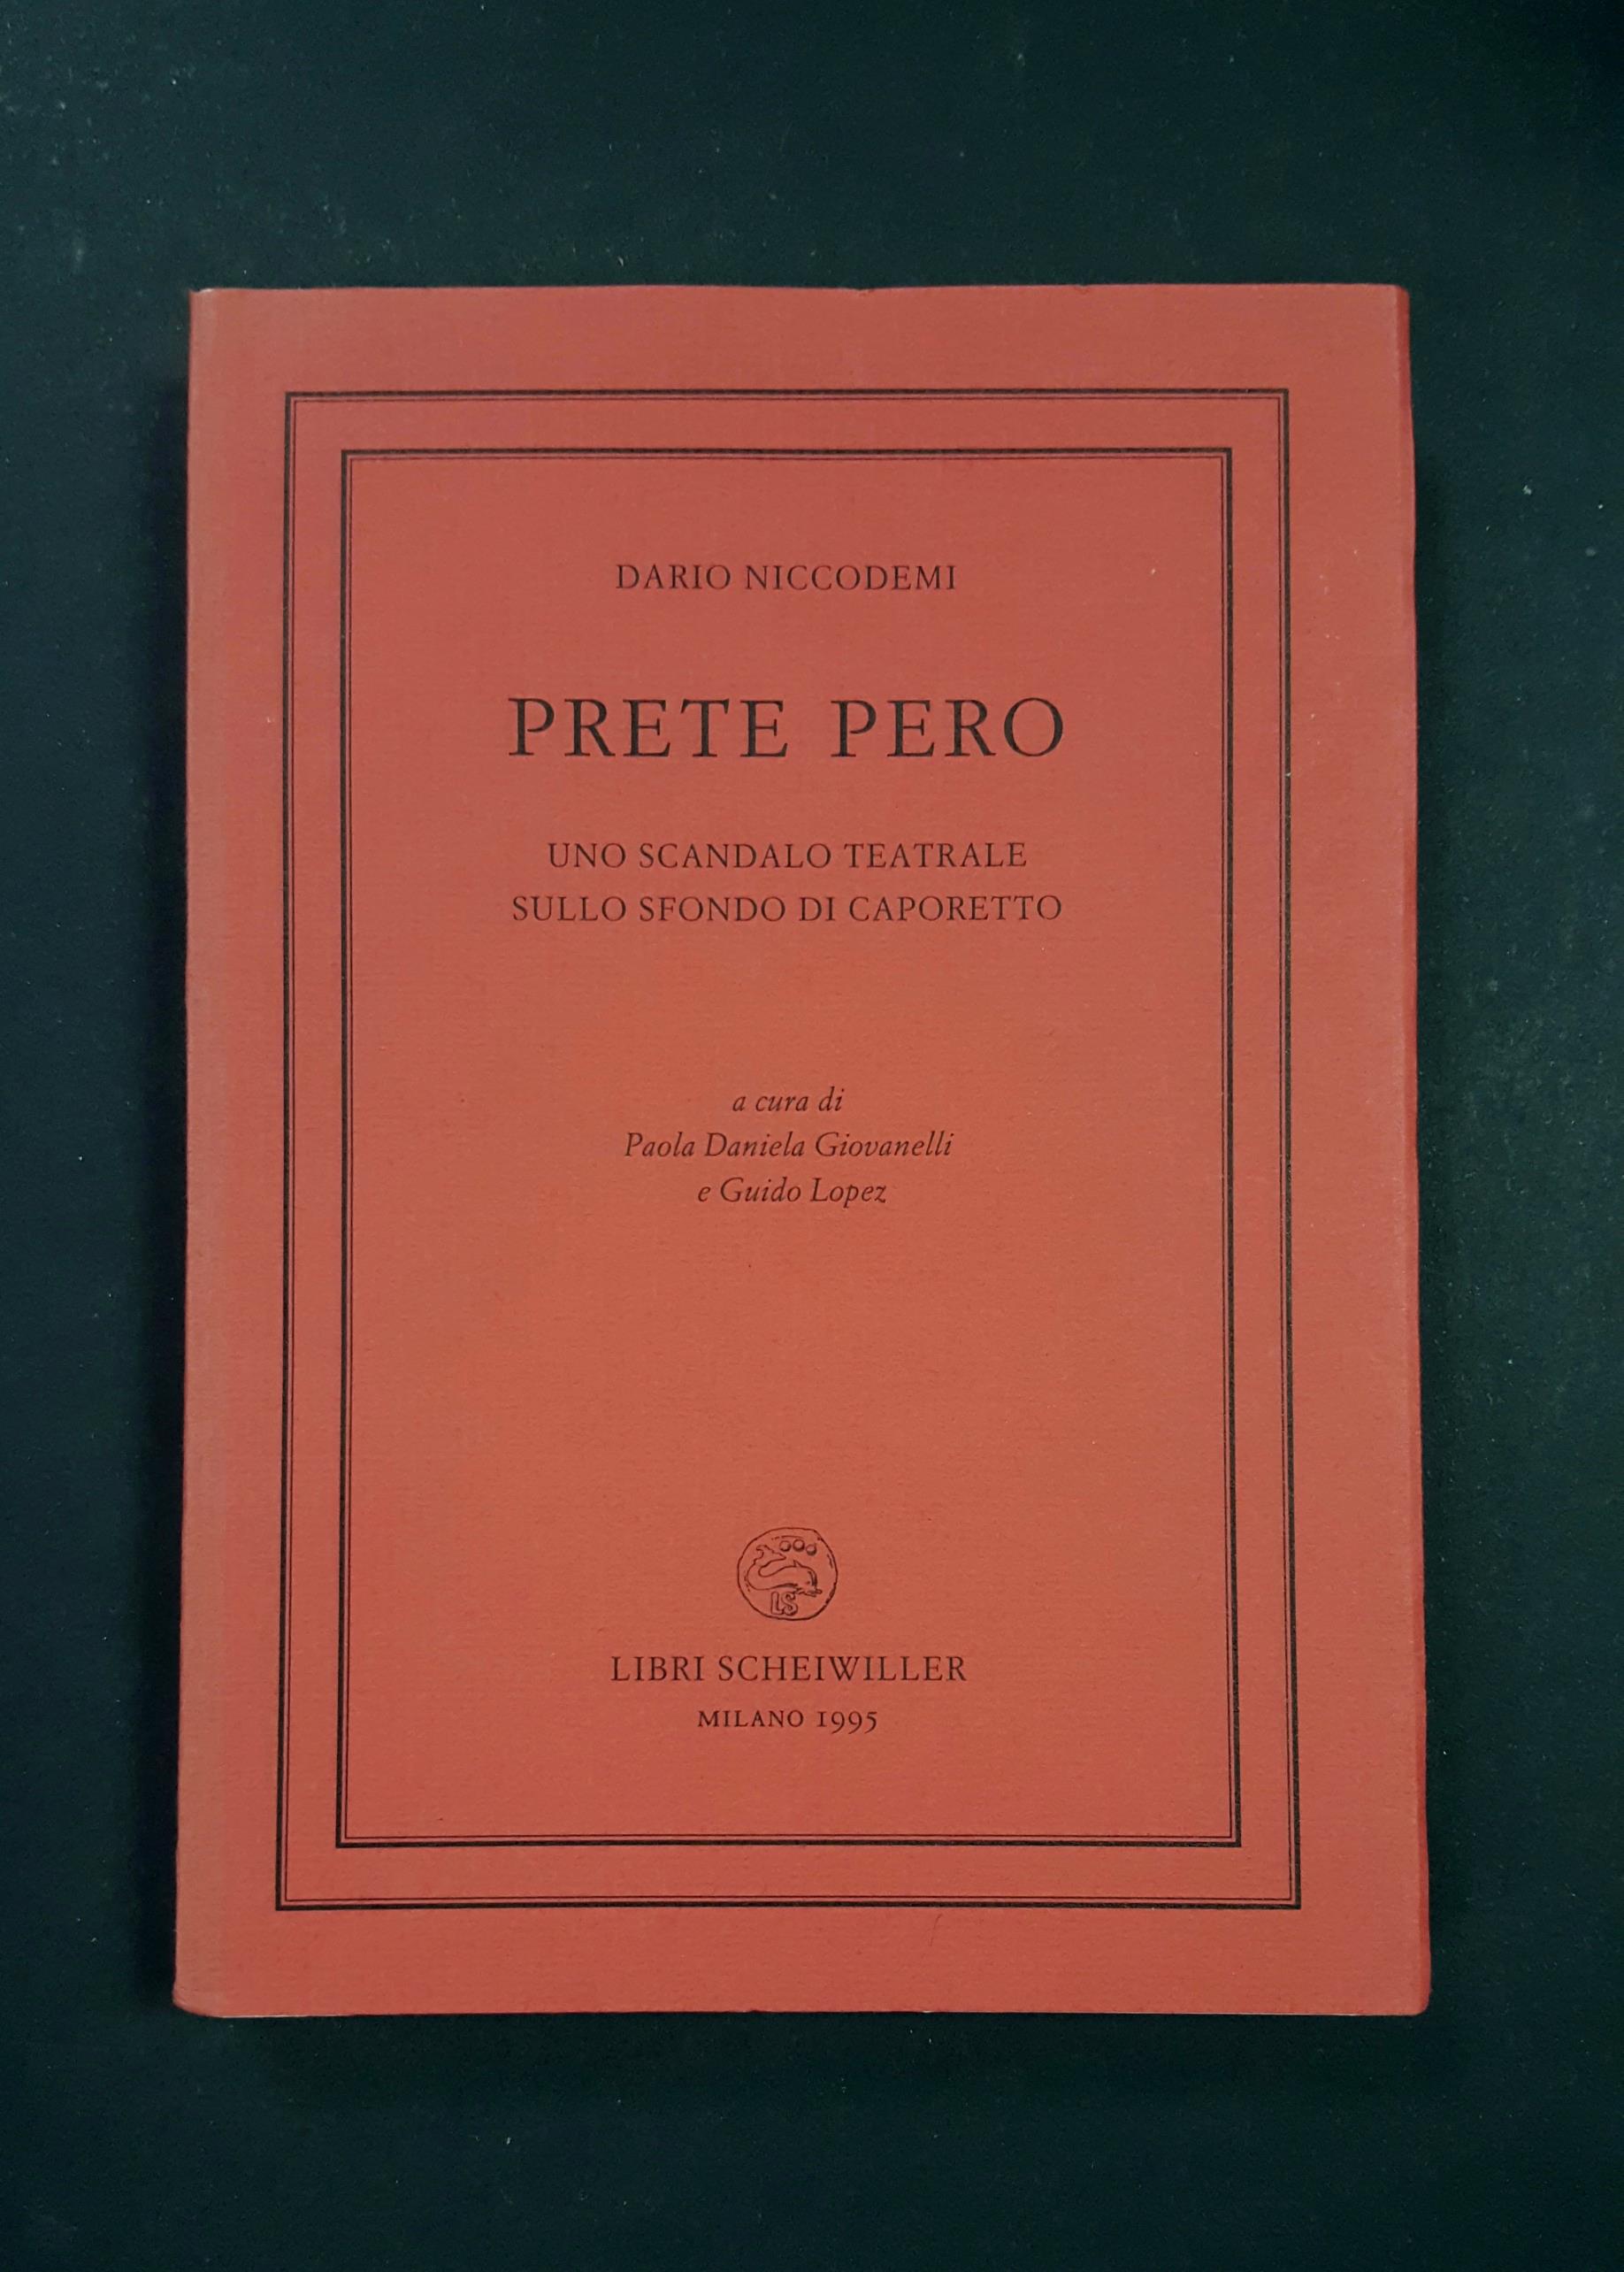 DARIO NICCODEMI
PRETE PERO
UNO SCANDALO TEATRALE
SULLO SFONDO DI CAPORETTO
a cura di
Paola Daniela Giovanelli
e Guido Lopez
LS
LIBRI SCHEIWILLER
MILANO 1995